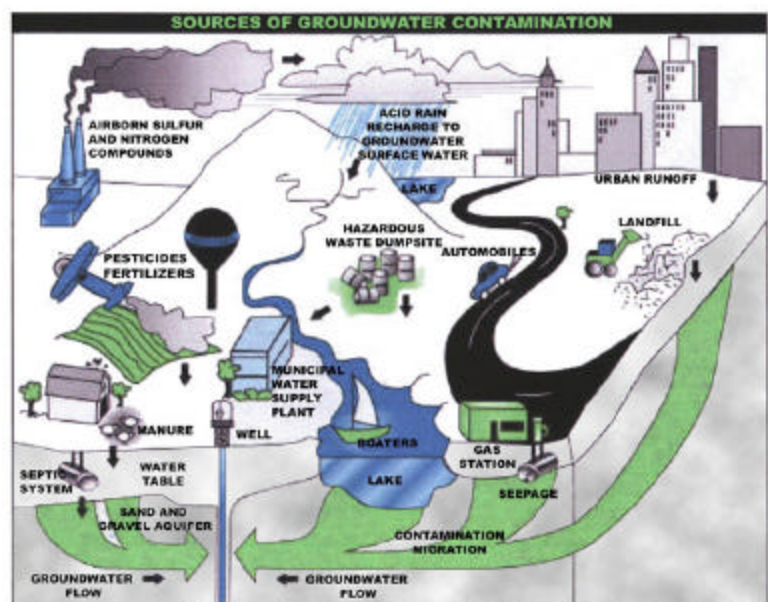 SOURCES OF GROUNDWATER CONTAMINATION
AIRBORN SULFUR
AND NITROGEN
COMPOUNDS
ACID RAIN
RECHARGE TO
GROUNDWATER
SURFACE WATER
LAKE
URBAN RUNOFF
PESTICIDES
FERTILIZERS
HAZARDOUS
WASTE DUMPSITE
AUTOMOBILES
LANDFILL
MUNICIPAL
WATER
SUPPLY
PLANT
MANURE
WELL
BOATERS
GAS
STATION
SEPTIC
SYSTEM
WATER
TABLE
LAKE
SEEPAGE
SAND AND
GRAVEL AQUIFER
CONTAMINATION
MIGRATION
GROUNDWATER
FLOW
GROUNDWATER
FLOW